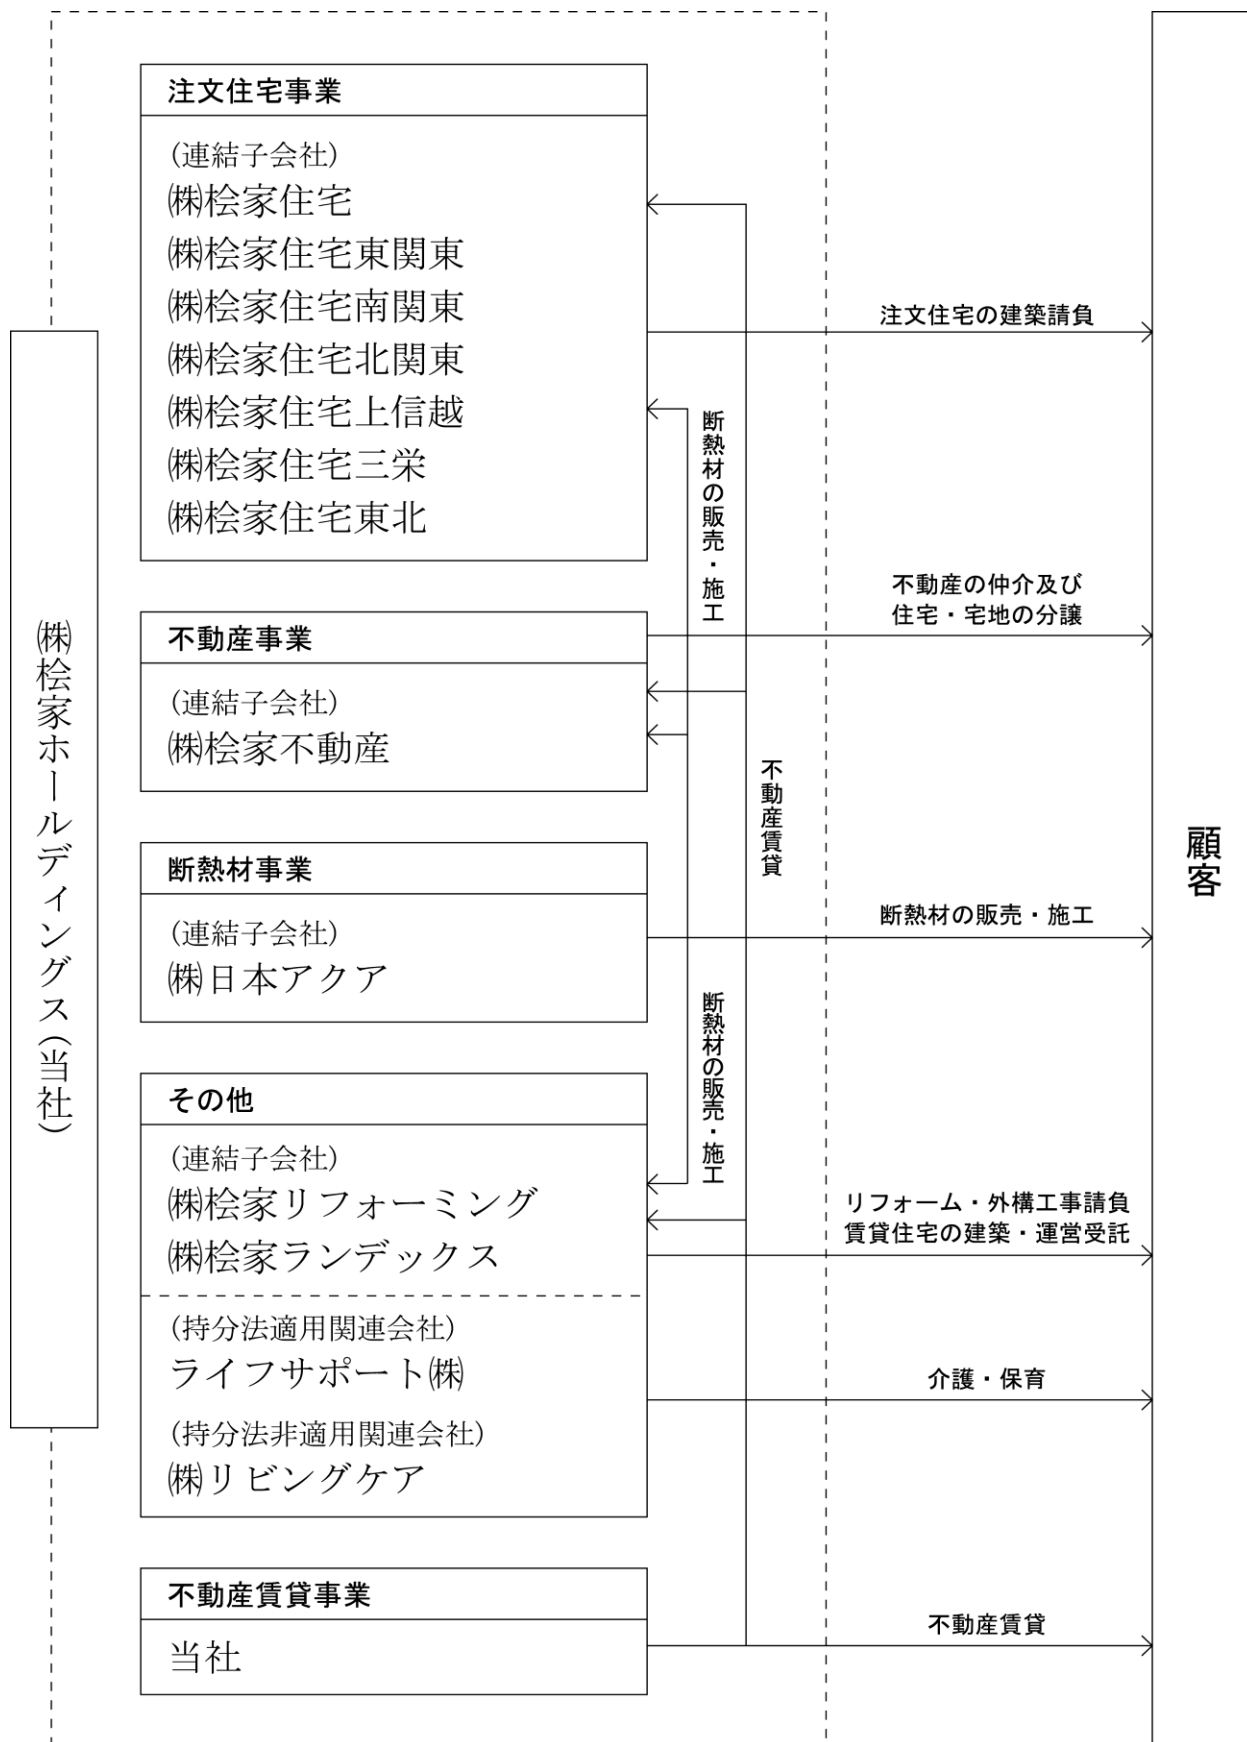 ㈱桧家ホールディングス(当社)
注文住宅事業
(連結子会社)
㈱桧家住宅
㈱桧家住宅東関東
㈱桧家住宅南関東
㈱桧家住宅北関東
㈱桧家住宅上信越
㈱桧家住宅三栄
㈱桧家住宅東北
不動産事業
(連結子会社)
㈱桧家不動産
断熱材事業
(連結子会社)
㈱日本アクア
その他
(連結子会社)
㈱桧家リフォーミング
㈱桧家ランデックス
(持分法適用関連会社)
ライフサポート㈱
(持分法非適用関連会社)
㈱リビングケア
不動産賃貸事業
当社
断熱材の販売・施工
断熱材の販売・施工
不動産賃貸
注文住宅の建築請負
不動産の仲介及び
住宅・宅地の分譲
断熱材の販売・施工
リフォーム・外構工事請負
賃貸住宅の建築・運営受託
介護・保育
不動産賃貸
顧客